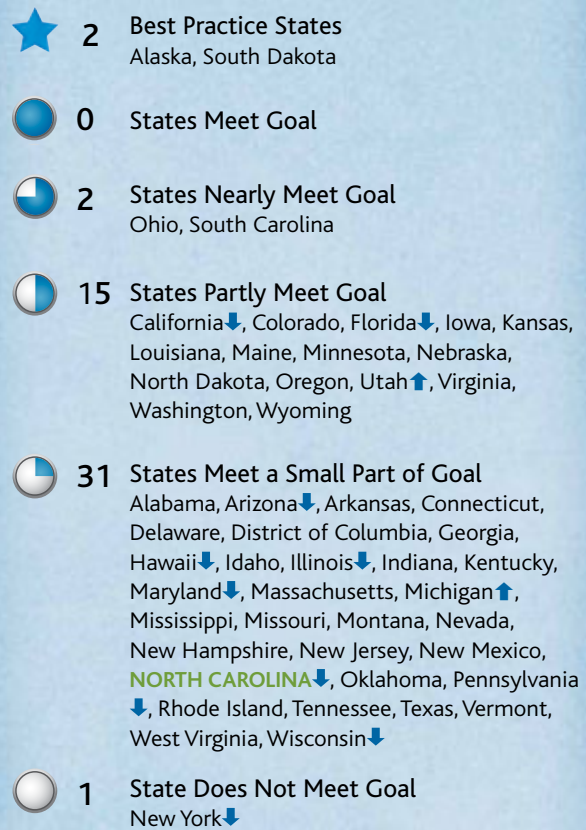 2 Best Practice States
Alaska, South Dakota
0 States Meet Goal
2 States Nearly Meet Goal
Ohio, South Carolina
15 States Partly Meet Goal
California⬇, Colorado, Florida⬇, Iowa, Kansas,
Louisiana, Maine, Minnesota, Nebraska,
North Dakota, Oregon, Utah⬆, Virginia,
Washington, Wyoming
31 States Meet a Small Part of Goal
Alabama, Arizona⬇, Arkansas, Connecticut,
Delaware, District of Columbia, Georgia,
Hawaii⬇, Idaho, Illinois⬇, Indiana, Kentucky,
Maryland⬇, Massachusetts, Michigan⬆,
Mississippi, Missouri, Montana, Nevada,
New Hampshire, New Jersey, New Mexico,
NORTH CAROLINA⬇, Oklahoma, Pennsylvania
⬇, Rhode Island, Tennessee, Texas, Vermont,
West Virginia, Wisconsin⬇
1 State Does Not Meet Goal
New York⬇